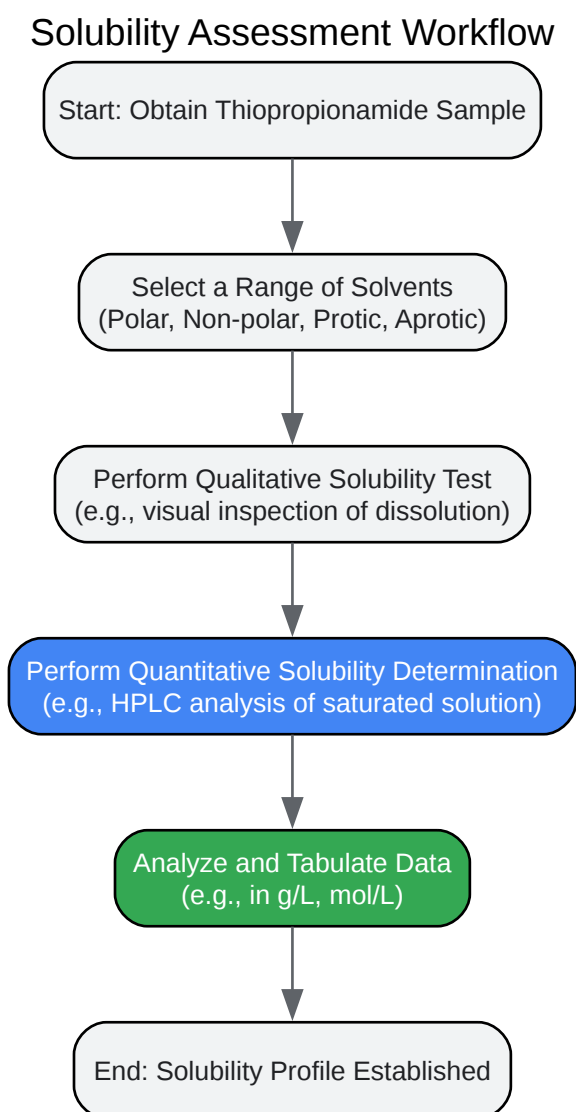 Solubility Assessment Workflow
Start: Obtain Thiopropionamide Sample
Select a Range of Solvents
(Polar, Non-polar, Protic, Aprotic)
Perform Qualitative Solubility Test
(e.g., visual inspection of dissolution)
Perform Quantitative Solubility Determination
(e.g., HPLC analysis of saturated solution)
Analyze and Tabulate Data
(e.g., in g/L, mol/L)
End: Solubility Profile Established